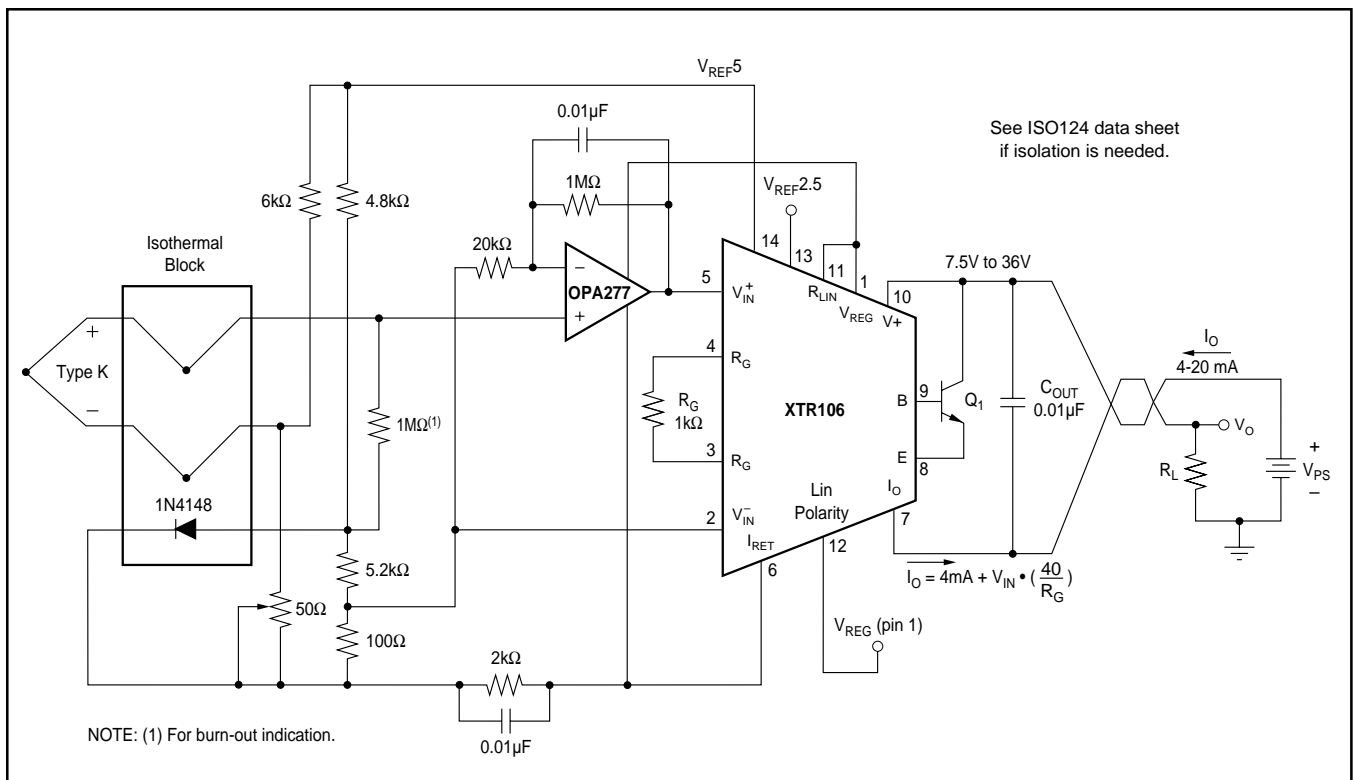 V_REF5
0.01µF
See ISO124 data sheet
if isolation is needed.
1MΩ
V_REF2.5
6kΩ
4.8kΩ
Isothermal
Block
20kΩ
−
OPA277
+
14
13
11
1
7.5V to 36V
10
5
V+IN
R_LIN
V_REG
V+
+
Type K
−
4
R_G
R_G
1kΩ
XTR106
9
B
Q_1
C_OUT
0.01µF
I_O
4-20 mA
V_O
1MΩ(1)
3
R_G
E
8
R_L
+
V_PS
−
1N4148
2
V−IN
I_RET
Lin
Polarity
I_O
7
12
6
5.2kΩ
I_O = 4mA + V_IN • (40/R_G)
50Ω
100Ω
V_REG (pin 1)
2kΩ
0.01µF
NOTE: (1) For burn-out indication.